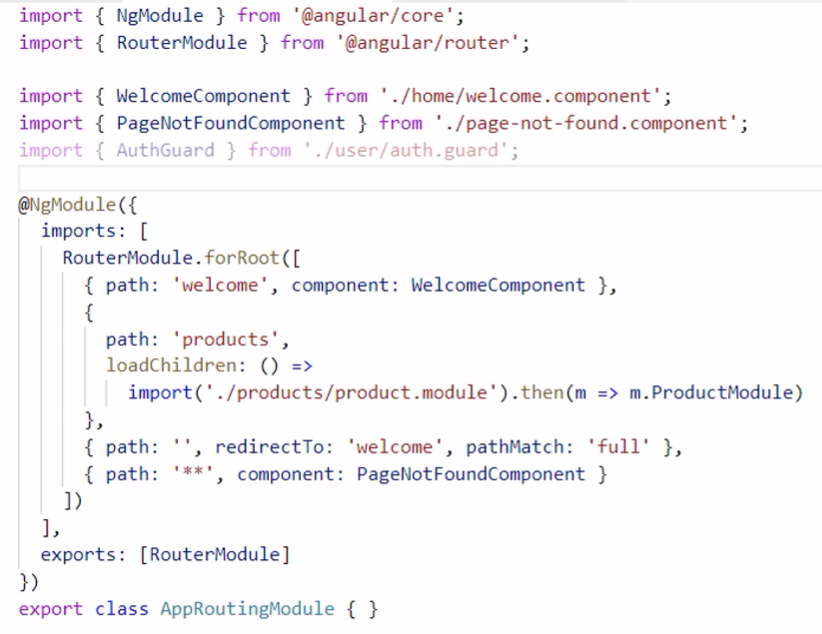 import { NgModule } from '@angular/core';
import { RouterModule } from '@angular/router';
import { WelcomeComponent } from './home/welcome.component';
import { PageNotFoundComponent } from './page-not-found.component';
import { AuthGuard } from './user/auth.guard';
@NgModule({
  imports: [
    RouterModule.forRoot([
      { path: 'welcome', component: WelcomeComponent },
      {
        path: 'products',
        loadChildren: () =>
          import('./products/product.module').then(m => m.ProductModule)
      },
      { path: '', redirectTo: 'welcome', pathMatch: 'full' },
      { path: '**', component: PageNotFoundComponent }
    ])
  ],
  exports: [RouterModule]
})
export class AppRoutingModule { }